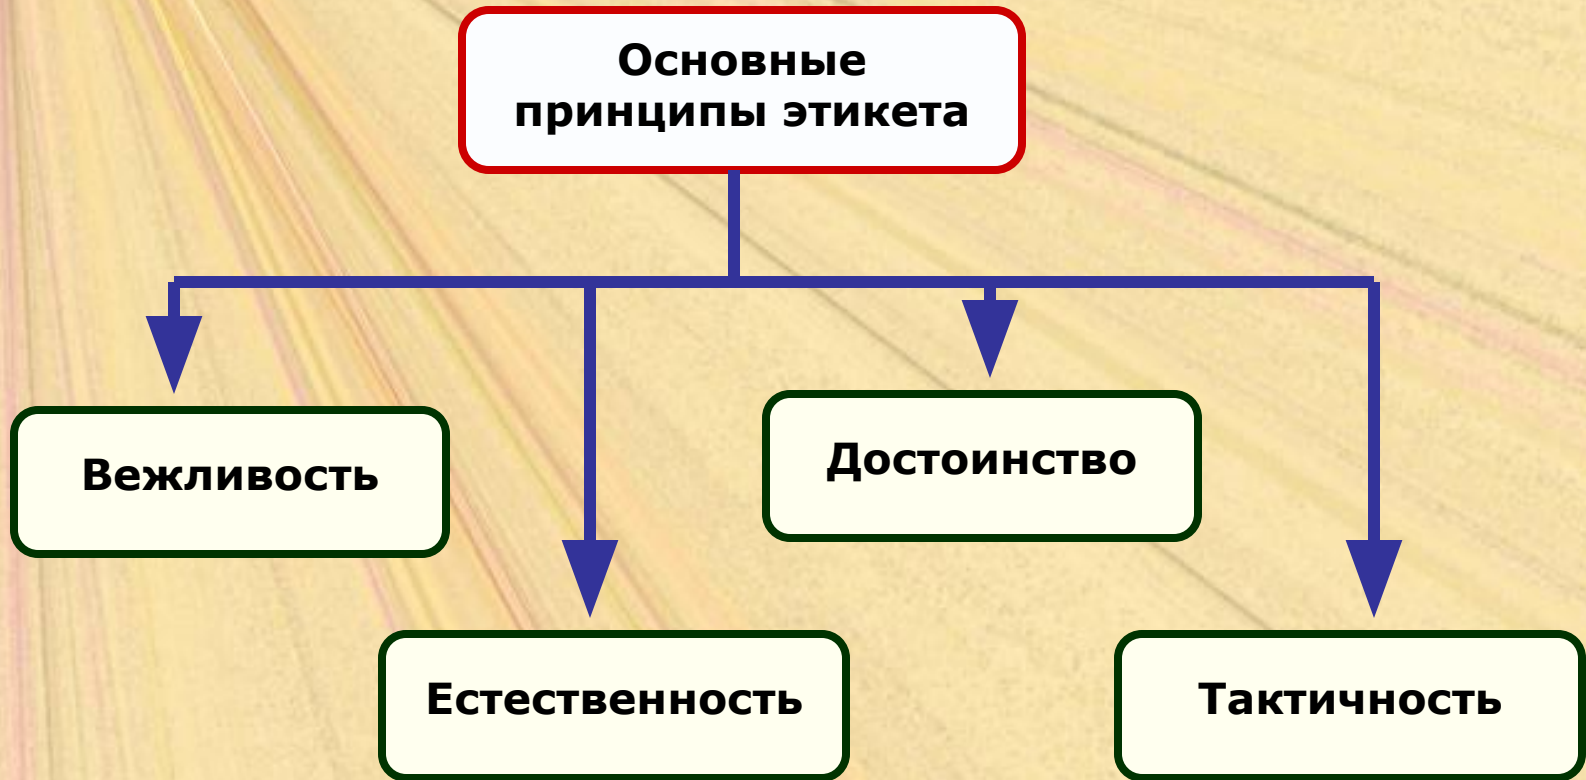 Основные
принципы этикета
Вежливость
Достоинство
Естественность
Тактичность